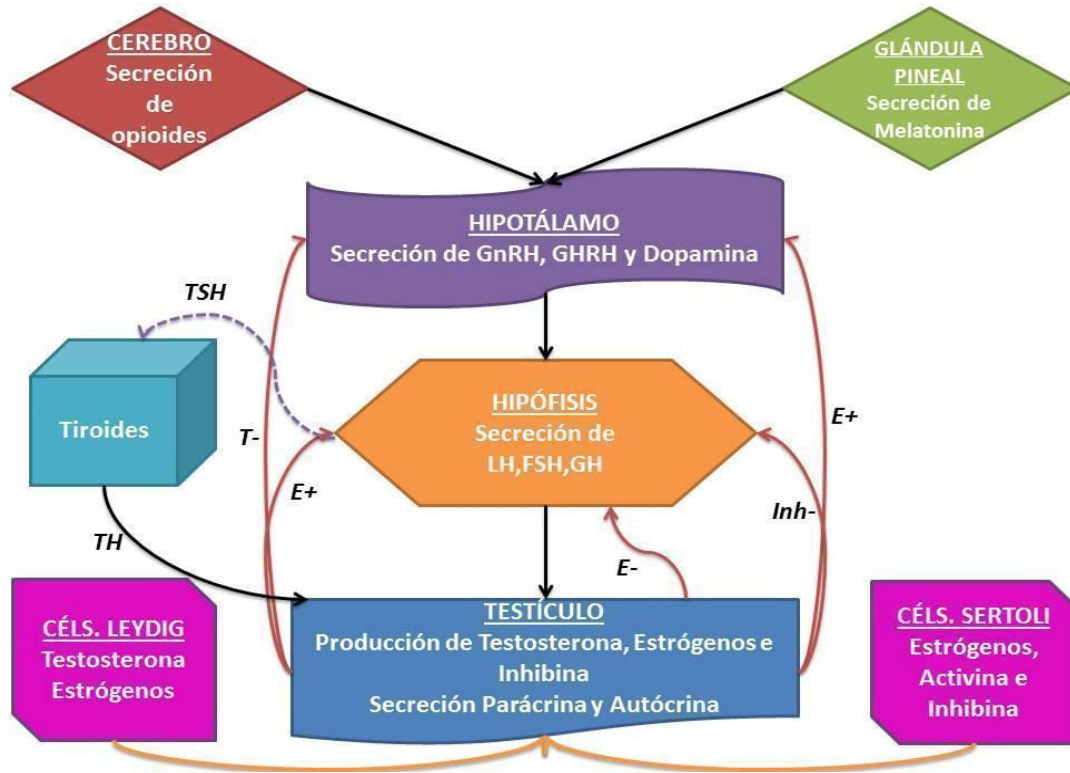 CEREBRO
Secreción
de
opioides
GLÁNDULA
PINEAL
Secreción de
Melatonina
HIPOTÁLAMO
Secreción de GnRH, GHRH y Dopamina
TSH
Tiroides
T-
HIPÓFISIS
Secreción de
LH,FSH,GH
E+
E+
Inh-
TH
E-
CÉLS. LEYDIG
Testosterona
Estrógenos
TESTÍCULO
Producción de Testosterona, Estrógenos e
Inhibina
Secreción Parácrina y Autócrina
CÉLS. SERTOLI
Estrógenos,
Activina e
Inhibina